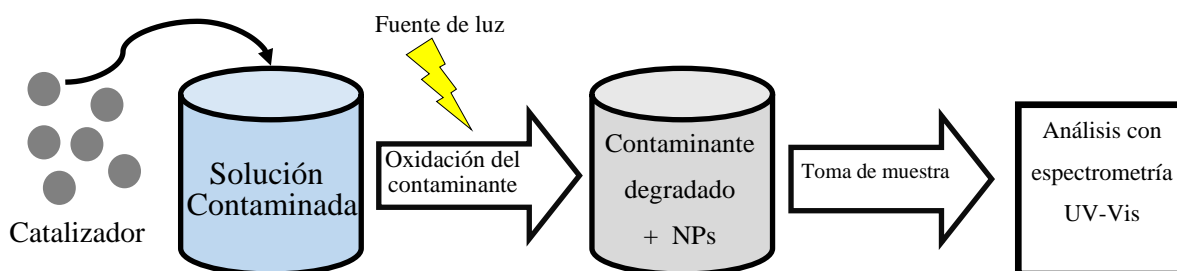 Fuente de luz
Catalizador
Solución
Contaminada
Oxidación del
contaminante
Contaminante
degradado
+ NPs
Toma de muestra
Análisis con
espectrometría
UV-Vis